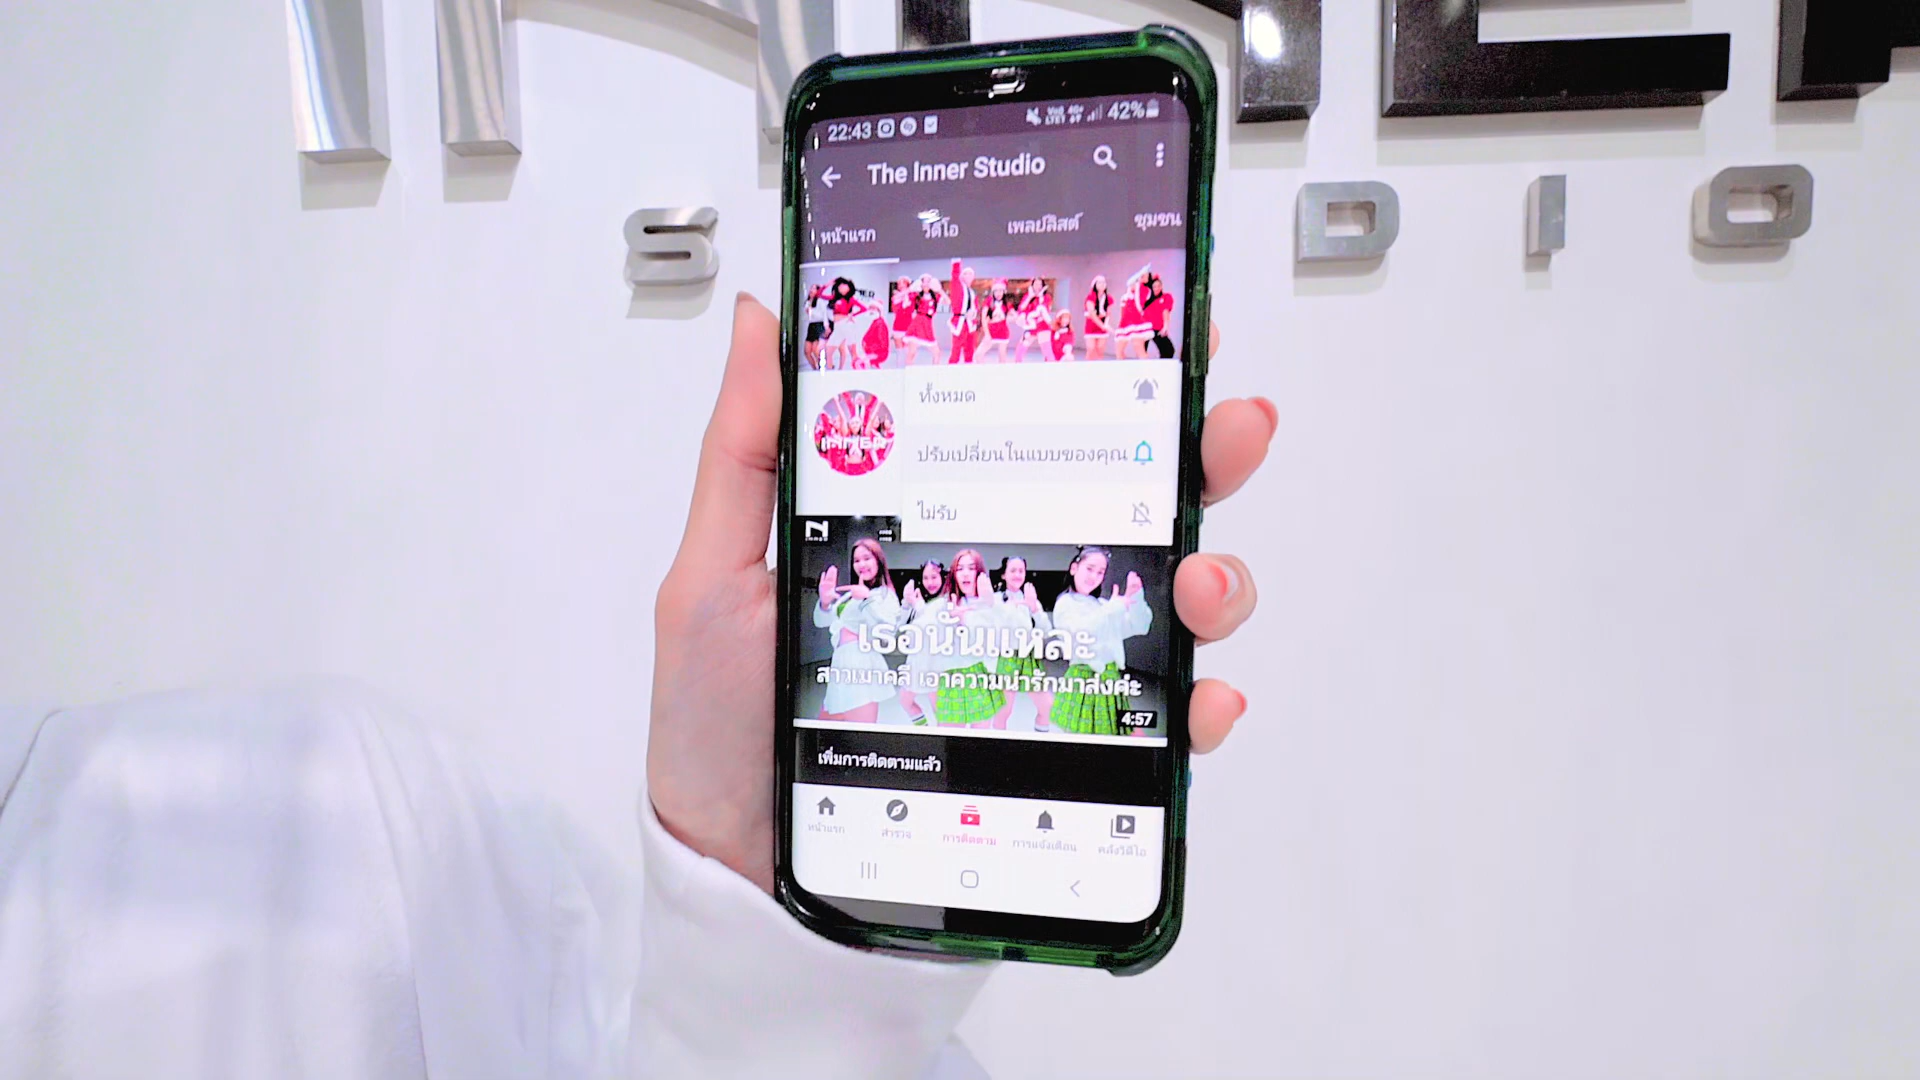 INNER
STUDIO
22:43
42%
The Inner Studio
หน้าแรก
วิดีโอ
เพลย์ลิสต์
ชุมชน
ทั้งหมด
ปรับเปลี่ยนในแบบของคุณ
ไม่รับ
INNER
เธอนั่นแหละ
สาวเมาคลี เอาความน่ารักมาส่งค่ะ
4:57
เพิ่มการติดตามแล้ว
หน้าแรก
สำรวจ
การติดตาม
การแจ้งเตือน
คลังวิดีโอ